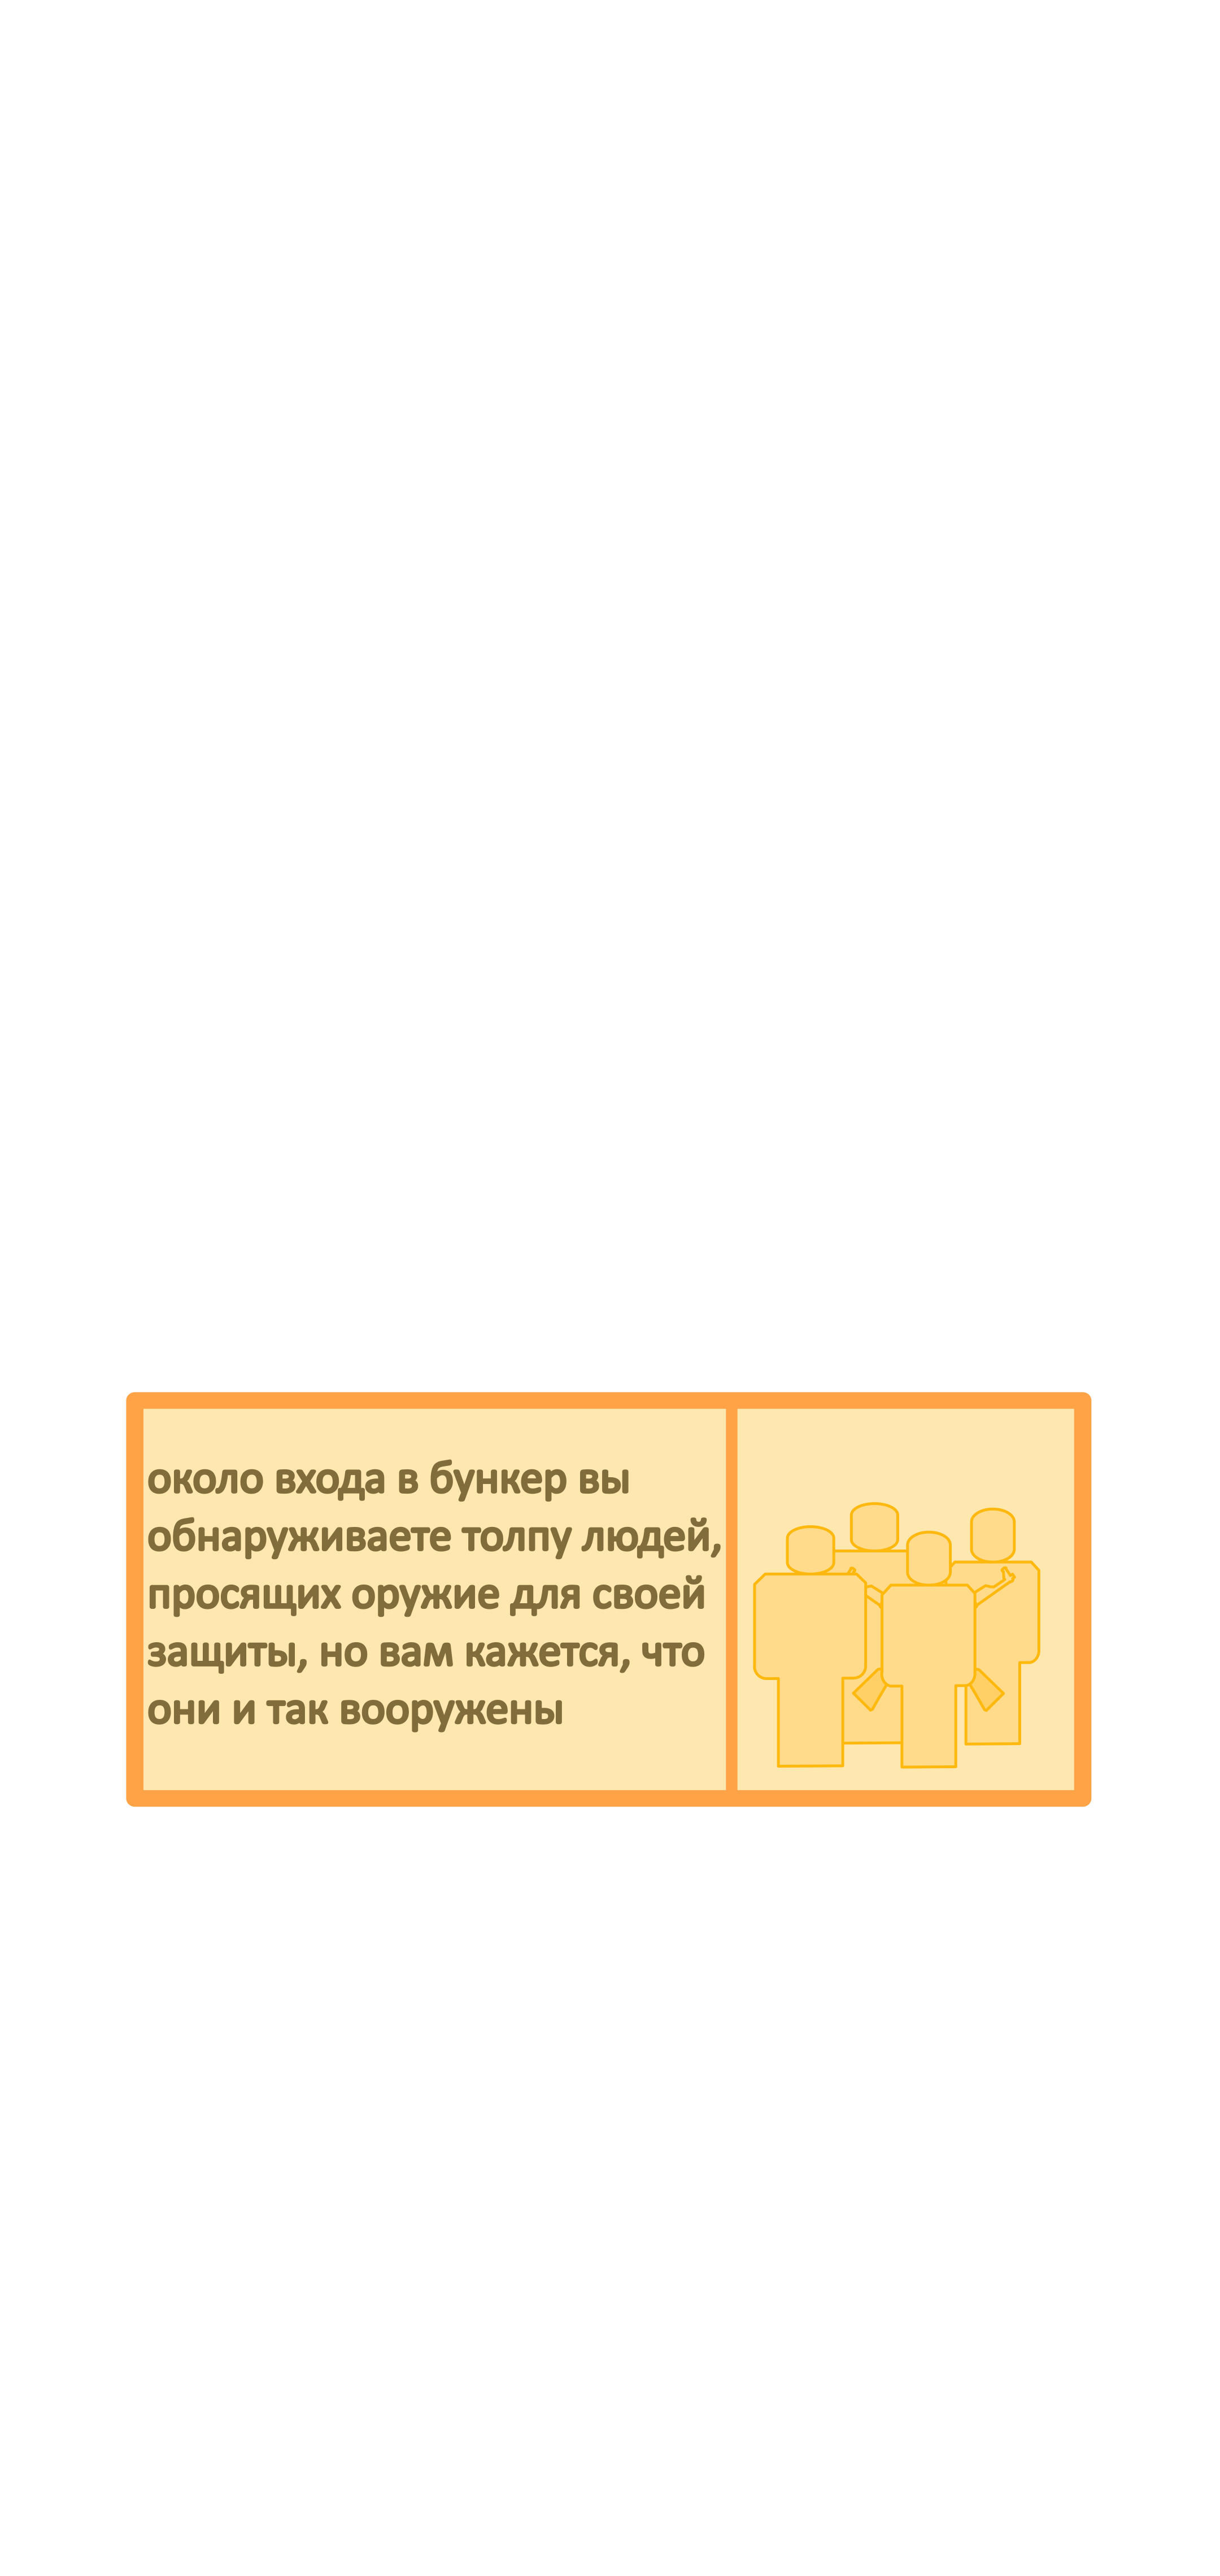 около входа в бункер вы
обнаруживаете толпу людей,
просящих оружие для своей
защиты, но вам кажется, что
они и так вооружены